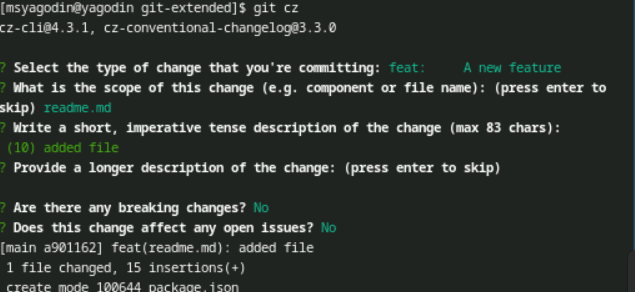 [msyagodin@yagodin git-extended]$ git cz
cz-cli@4.3.1, cz-conventional-changelog@3.3.0
? Select the type of change that you're committing: feat:     A new feature
? What is the scope of this change (e.g. component or file name): (press enter to
skip) readme.md
? Write a short, imperative tense description of the change (max 83 chars):
(10) added file
? Provide a longer description of the change: (press enter to skip)
? Are there any breaking changes? No
? Does this change affect any open issues? No
[main a901162] feat(readme.md): added file
1 file changed, 15 insertions(+)
create mode 100644 package.json